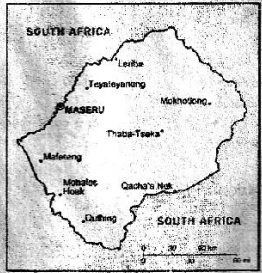 SOUTH AFRICA
Leribe
Teyateyaneng
Mokhotlong
MASERU
Thaba-Tseka
Mafeteng
Mohales
Hoek
Qacha's Nek
Quthing
SOUTH AFRICA
0 30 60 km
0 30 60 mi